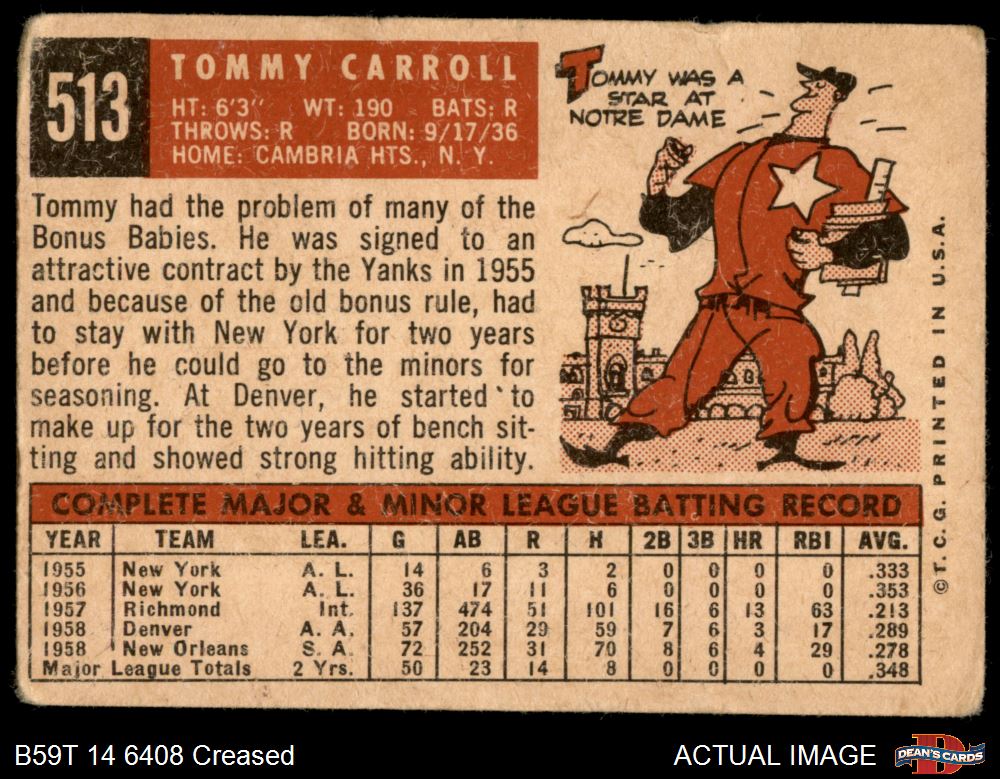 513
TOMMY CARROLL
HT: 6'3" WT: 190 BATS: R
THROWS: R BORN: 9/17/36
HOME: CAMBRIA HTS., N. Y.
TOMMY WAS A
STAR AT
NOTRE DAME
Tommy had the problem of many of the
Bonus Babies. He was signed to an
attractive contract by the Yanks in 1955
and because of the old bonus rule, had
to stay with New York for two years
before he could go to the minors for
seasoning. At Denver, he started to
make up for the two years of bench sit-
ting and showed strong hitting ability.
COMPLETE MAJOR & MINOR LEAGUE BATTING RECORD
YEAR TEAM LEA. G AB R H 2B 3B HR RBI AVG.
1955 New York A. L. 14 6 3 2 0 0 0 0 .333
1956 New York A. L. 36 17 11 6 0 0 0 0 .353
1957 Richmond Int. 137 474 51 101 16 6 13 63 .213
1958 Denver A. A. 57 204 29 59 7 6 3 17 .289
1958 New Orleans S. A. 72 252 31 70 8 6 4 29 .278
Major League Totals 2 Yrs. 50 23 14 8 0 0 0 0 .348
© T. C. G. PRINTED IN U.S.A.
B59T 14 6408 Creased
ACTUAL IMAGE
DEAN'S CARDS